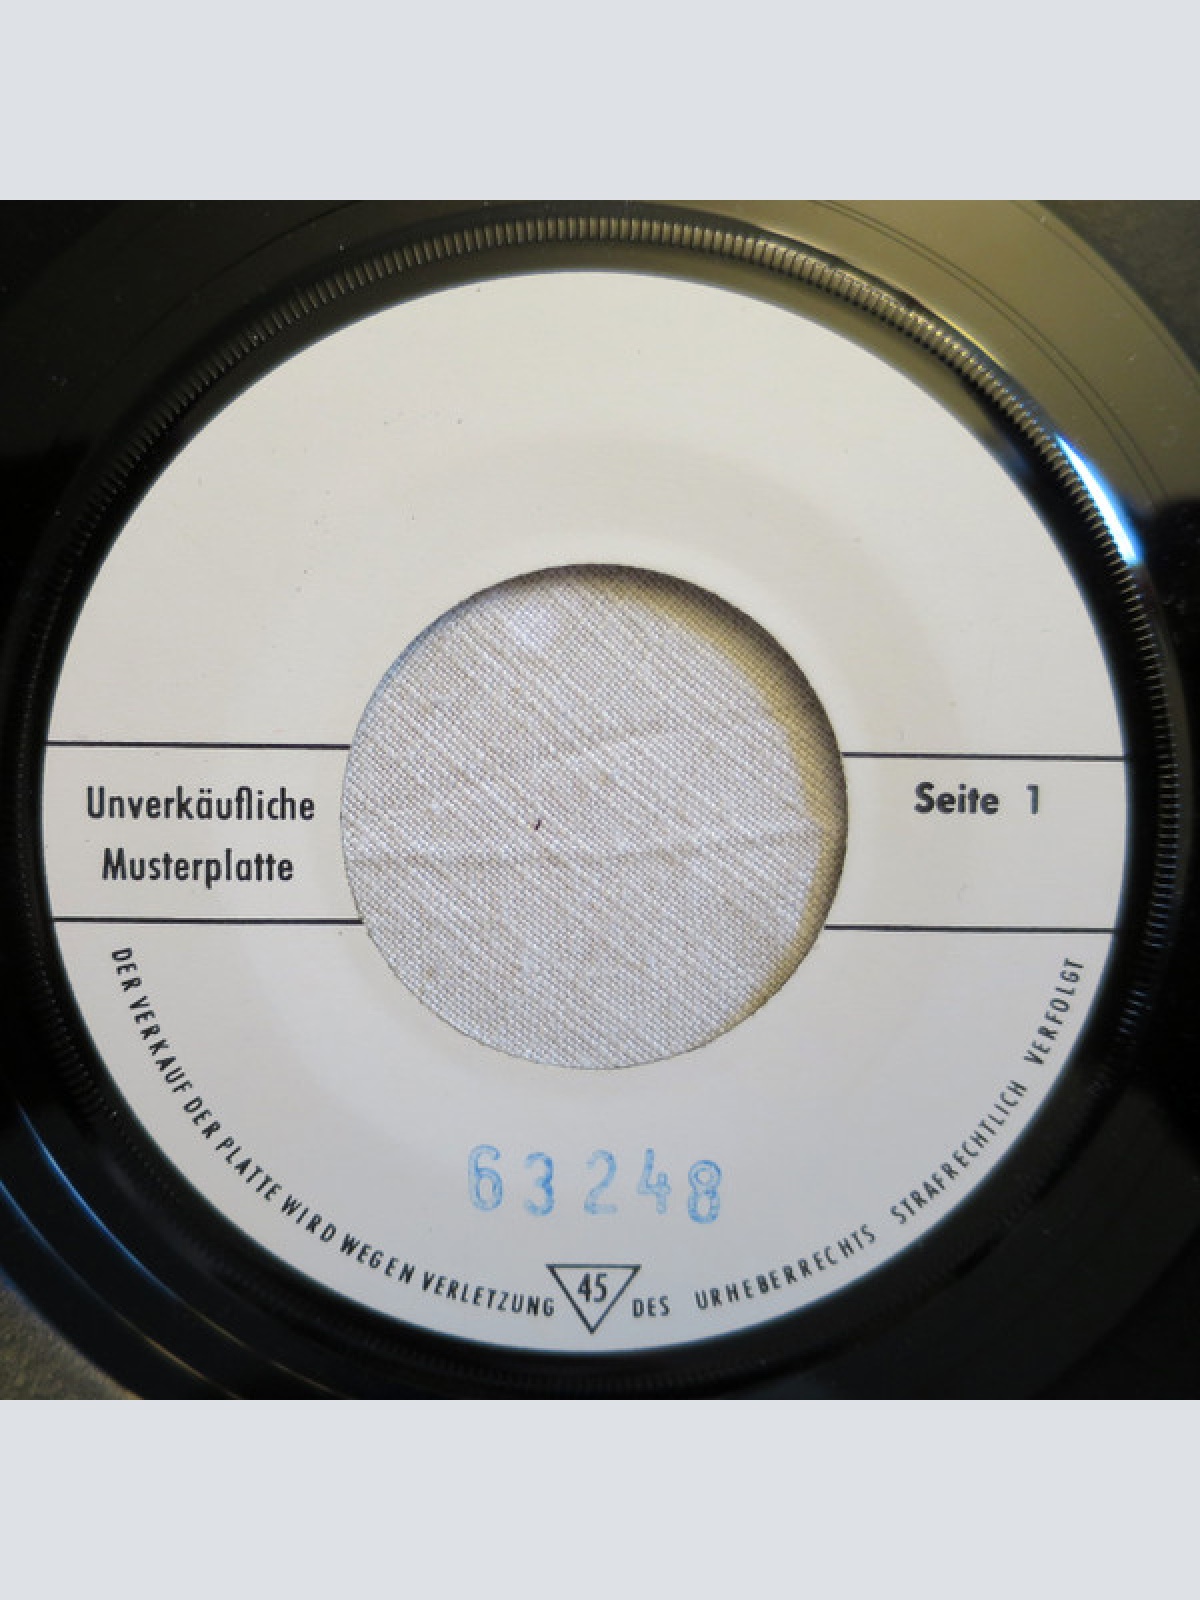 Unverkäufliche
Musterplatte
Seite 1
63248
45
DER VERKAUF DER PLATTE WIRD WEGEN VERLETZUNG DES URHEBERRECHTS STRAFRECHTLICH VERFOLGT